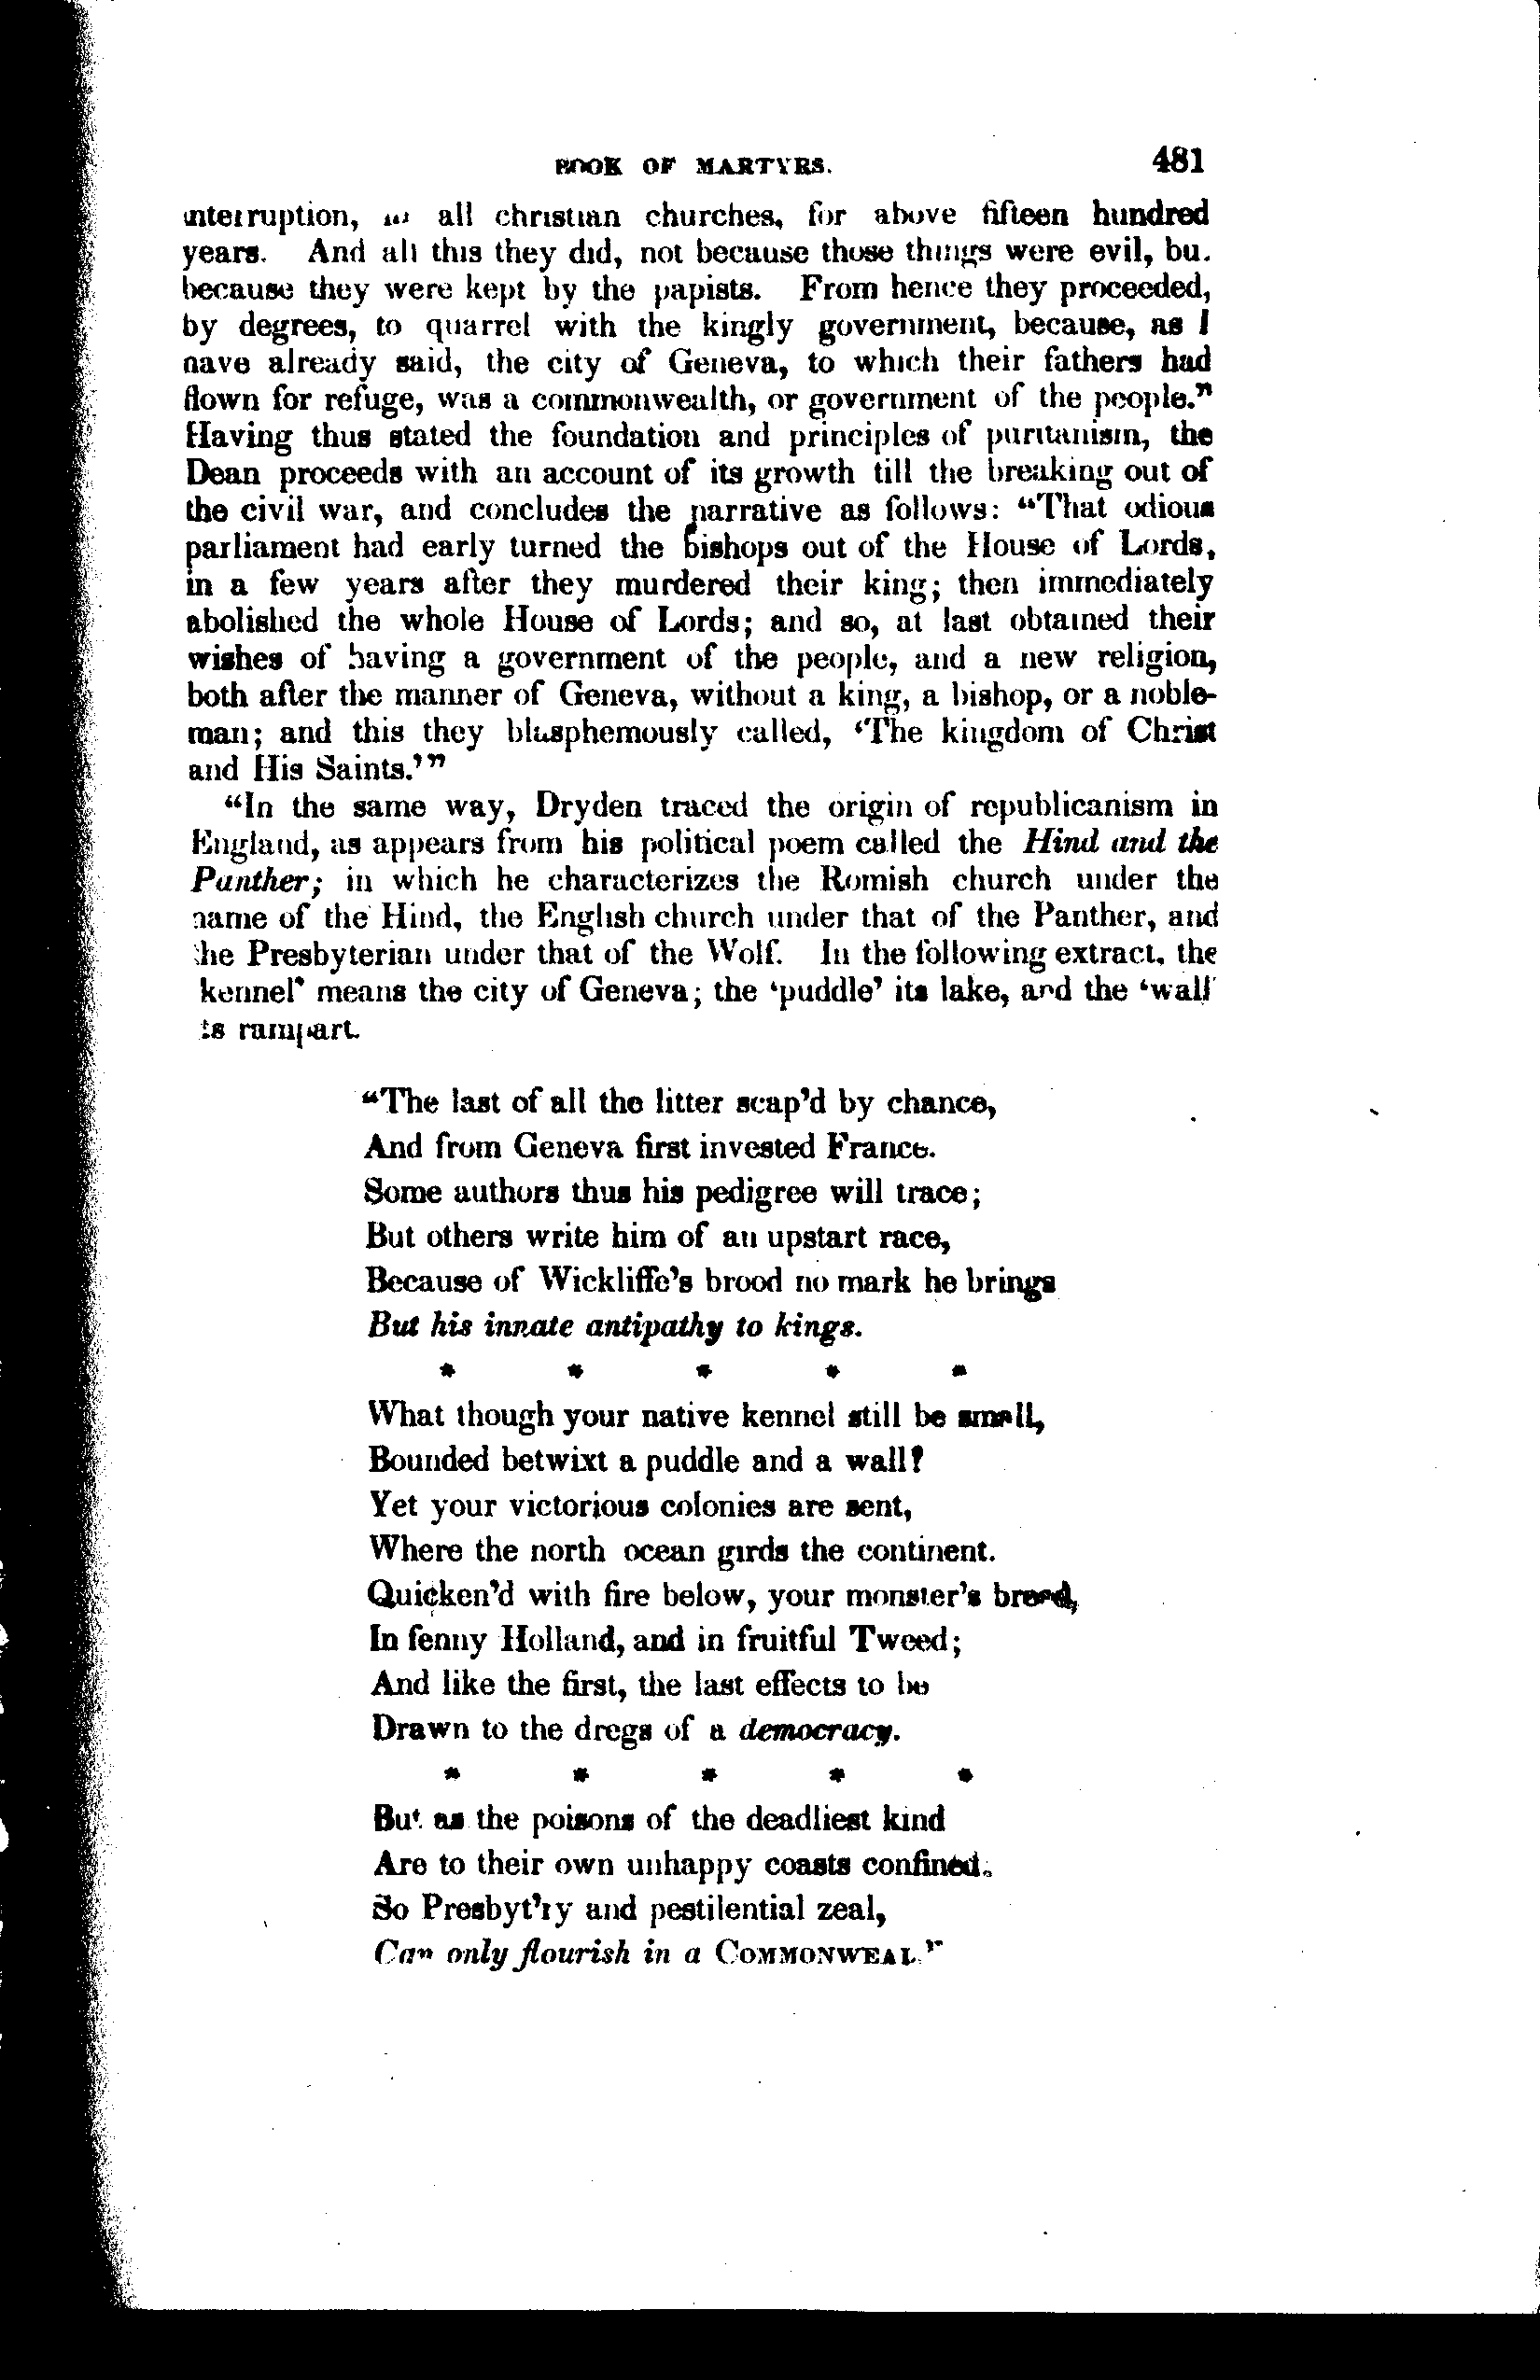 BOOK OF MARTYRS. 481
interruption, all christian churches, for above fifteen hundred
years. And all this they did, not because those things were evil, bu.
because they were kept by the papists. From hence they proceeded,
by degrees, to quarrel with the kingly government, because, as I
have already said, the city of Geneva, to which their fathers had
flown for refuge, was a commonwealth, or government of the people."
Having thus stated the foundation and principles of puritanism, the
Dean proceeds with an account of its growth till the breaking out of
the civil war, and concludes the narrative as follows: "That odious
parliament had early turned the bishops out of the House of Lords,
in a few years after they murdered their king; then immediately
abolished the whole House of Lords; and so, at last obtained their
wishes of having a government of the people, and a new religion,
both after the manner of Geneva, without a king, a bishop, or a noble-
man; and this they blasphemously called, 'The kingdom of Christ
and His Saints.'"
"In the same way, Dryden traced the origin of republicanism in
England, as appears from his political poem called the Hind and the
Panther; in which he characterizes the Romish church under the
name of the Hind, the English church under that of the Panther, and
the Presbyterian under that of the Wolf. In the following extract, the
kennel' means the city of Geneva; the 'puddle' its lake, and the 'wall'
its rampart.
"The last of all the litter scap'd by chance,
And from Geneva first invested France.
Some authors thus his pedigree will trace;
But others write him of an upstart race,
Because of Wickliffe's brood no mark he brings
But his innate antipathy to kings.
* * * * *
What though your native kennel still be small,
Bounded betwixt a puddle and a wall?
Yet your victorious colonies are sent,
Where the north ocean girds the continent.
Quicken'd with fire below, your monster's breed,
In fenny Holland, and in fruitful Tweed;
And like the first, the last effects to be
Drawn to the dregs of a democracy.
* * * * *
But as the poisons of the deadliest kind
Are to their own unhappy coasts confined.
So Presbyt'ry and pestilential zeal,
Can only flourish in a COMMONWEAL."